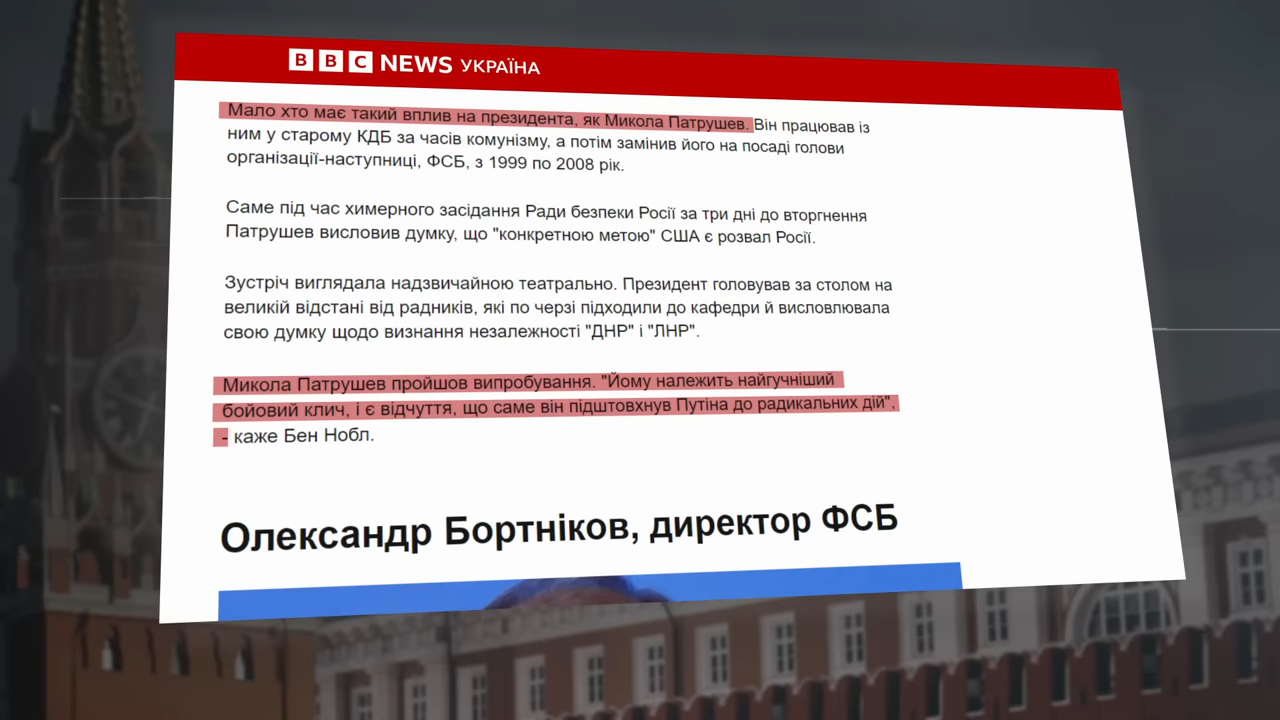 BBC NEWS УКРАЇНА
Мало хто має такий вплив на президента, як Микола Патрушев. Він працював із
ним у старому КДБ за часів комунізму, а потім замінив його на посаді голови
організації-наступниці, ФСБ, з 1999 по 2008 рік.
Саме під час химерного засідання Ради безпеки Росії за три дні до вторгнення
Патрушев висловив думку, що "конкретною метою" США є розвал Росії.
Зустріч виглядала надзвичайною театрально. Президент головував за столом на
великій відстані від радників, які по черзі підходили до кафедри й висловлювала
свою думку щодо визнання незалежності "ДНР" і "ЛНР".
Микола Патрушев пройшов випробування. "Йому належить найгучніший
бойовий клич, і є відчуття, що саме він підштовхнув Путіна до радикальних дій",
- каже Бен Нобл.
Олександр Бортніков, директор ФСБ